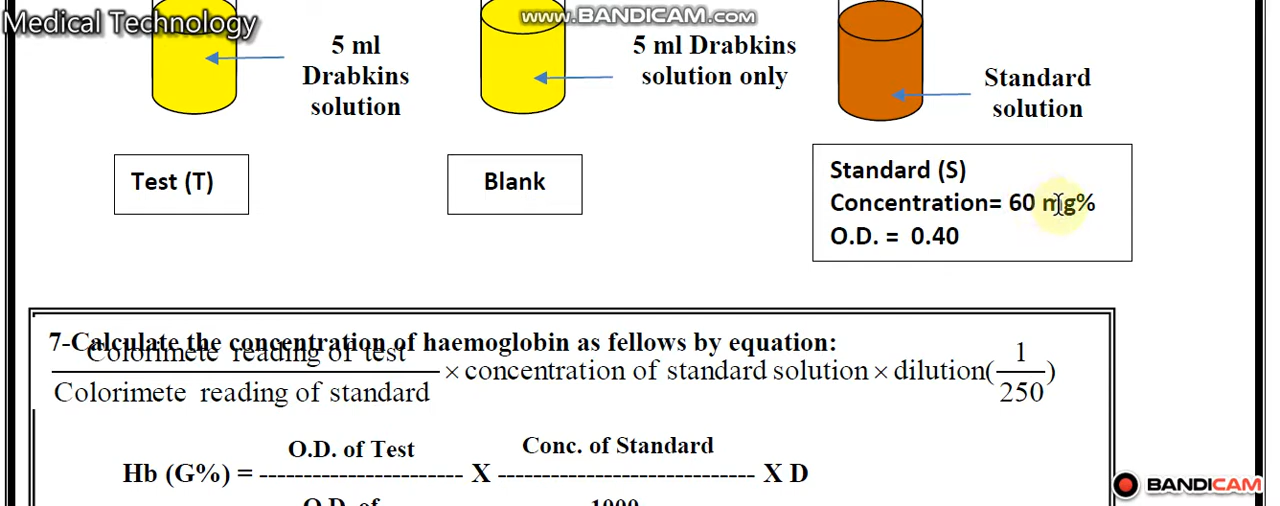 Medical Technology
www.BANDICAM.com
5 ml
Drabkins
solution
5 ml Drabkins
solution only
Standard
solution
Test (T)
Blank
Standard (S)
Concentration= 60 mg%
O.D. = 0.40
7-Calculate the concentration of haemoglobin as fellows by equation:
Colorimete reading of test
Colorimete reading of standard
× concentration of standard solution × dilution(1/250)
O.D. of Test
Conc. of Standard
Hb (G%) = ----------------------- X ----------------------------- X D
O.D. of
1000
BANDICAM